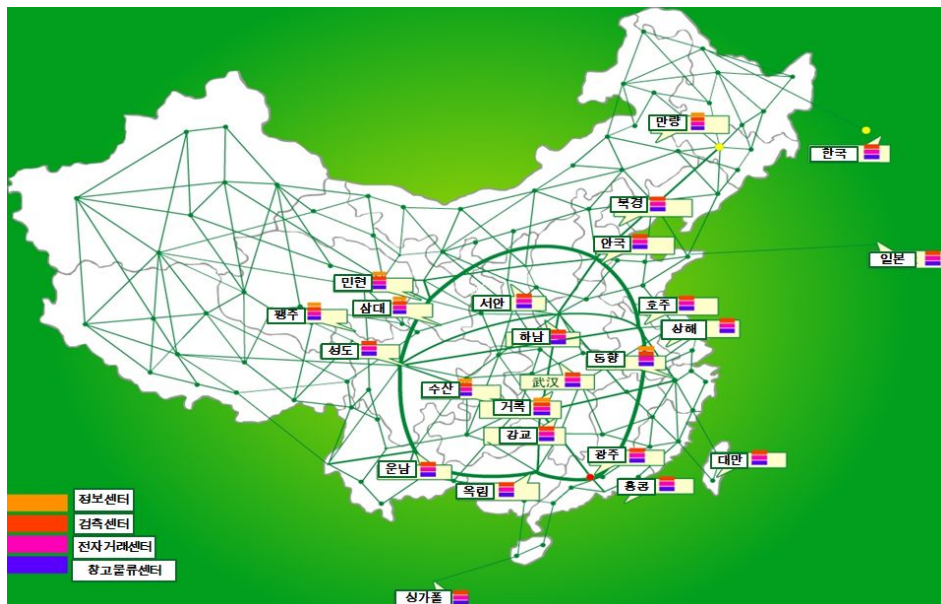 만량
한국
북경
안국
일본
민현
삼대
서안
호주
팽주
상해
하남
성도
동향
수산
武汉
거록
강교
광주
대만
운남
옥림
홍콩
정보센터
검측센터
전자거래센터
창고물류센터
싱가폴